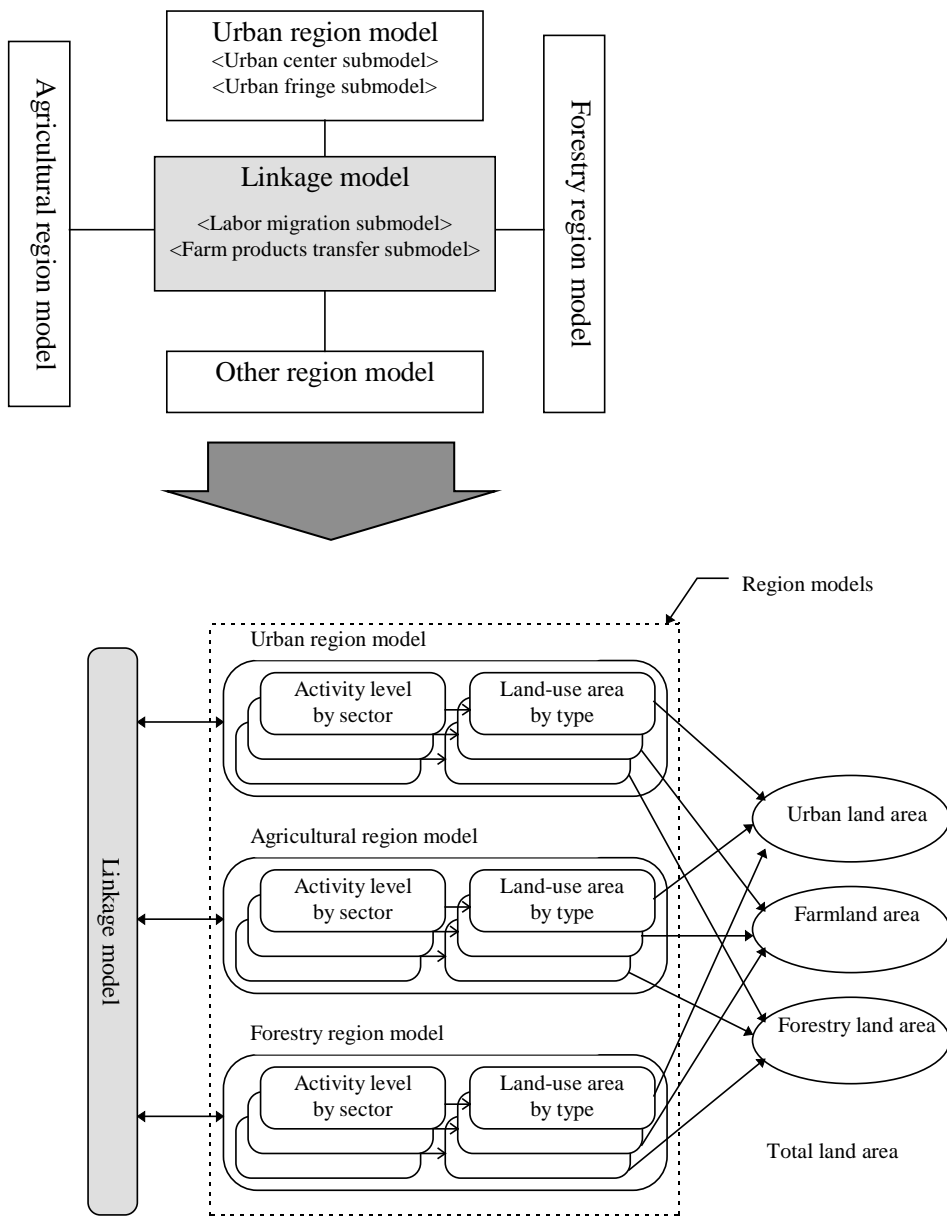 Urban region model
<Urban center submodel>
<Urban fringe submodel>
Agricultural region model
Linkage model
<Labor migration submodel>
<Farm products transfer submodel>
Forestry region model
Other region model
Region models
Urban region model
Activity level
by sector
Land-use area
by type
Agricultural region model
Activity level
by sector
Land-use area
by type
Forestry region model
Activity level
by sector
Land-use area
by type
Linkage model
Urban land area
Farmland area
Forestry land area
Total land area